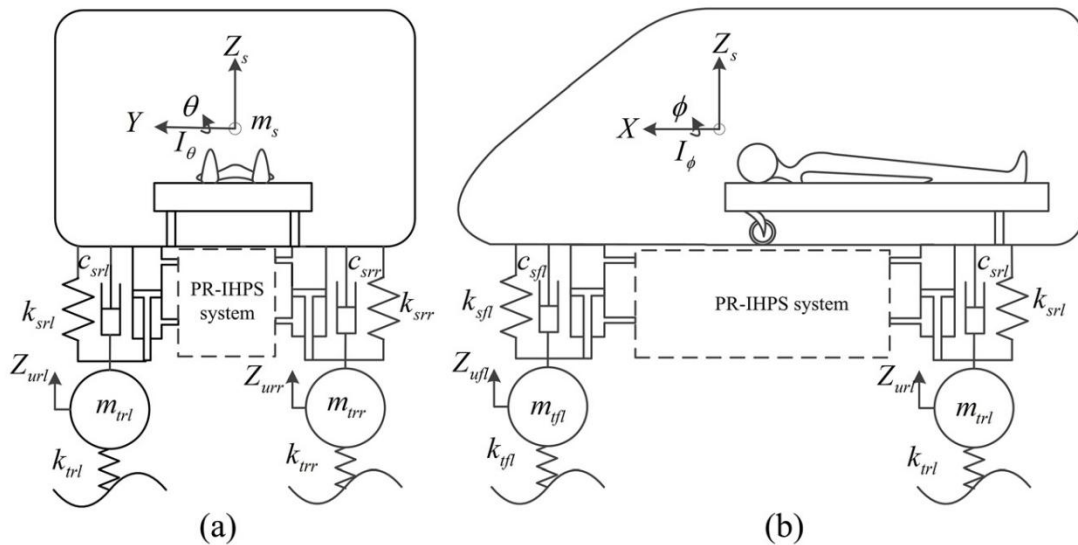 Z_s
θ
Y
m_s
I_θ
c_srl
c_srr
k_srl
PR-IHPS
system
k_srr
Z_url
Z_urr
m_trl
m_trr
k_trl
k_trr
(a)
Z_s
ϕ
X
I_ϕ
c_sfl
c_srl
k_sfl
PR-IHPS system
k_srl
Z_ufl
Z_url
m_tfl
m_trl
k_tfl
k_trl
(b)